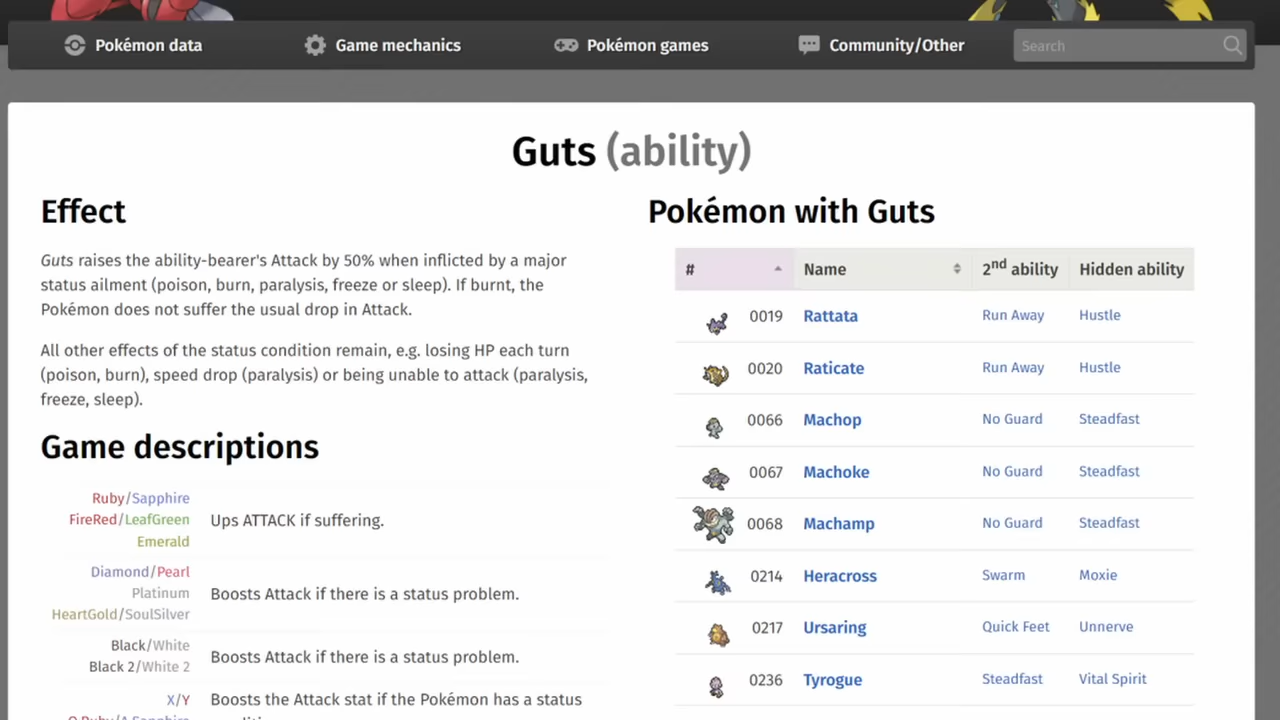 Pokémon data
Game mechanics
Pokémon games
Community/Other
Search
Guts (ability)
Effect
Guts raises the ability-bearer's Attack by 50% when inflicted by a major
status ailment (poison, burn, paralysis, freeze or sleep). If burnt, the
Pokémon does not suffer the usual drop in Attack.
All other effects of the status condition remain, e.g. losing HP each turn
(poison, burn), speed drop (paralysis) or being unable to attack (paralysis,
freeze, sleep).
Game descriptions
Ruby/Sapphire
FireRed/LeafGreen
Emerald
Ups ATTACK if suffering.
Diamond/Pearl
Platinum
HeartGold/SoulSilver
Boosts Attack if there is a status problem.
Black/White
Black 2/White 2
Boosts Attack if there is a status problem.
X/Y
Boosts the Attack stat if the Pokémon has a status
Pokémon with Guts
# Name 2nd ability Hidden ability
0019 Rattata Run Away Hustle
0020 Raticate Run Away Hustle
0066 Machop No Guard Steadfast
0067 Machoke No Guard Steadfast
0068 Machamp No Guard Steadfast
0214 Heracross Swarm Moxie
0217 Ursaring Quick Feet Unnerve
0236 Tyrogue Steadfast Vital Spirit